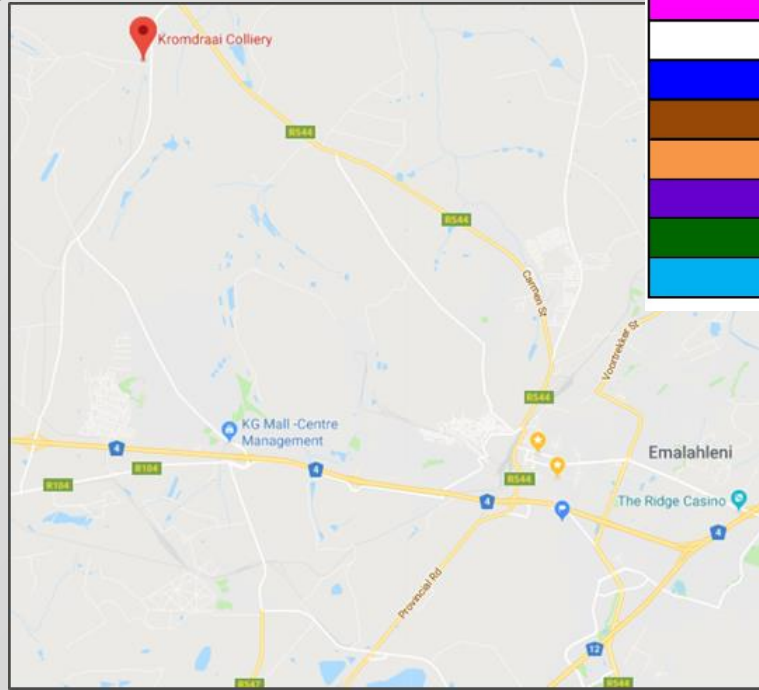 Kromdraai Colliery
R544
R544
Carmen St
Voortrekker St
R544
KG Mall -Centre
Management
Emalahleni
4
R104
R104
4
R544
4
The Ridge Casino
4
Provincial Rd
12
R547
R544